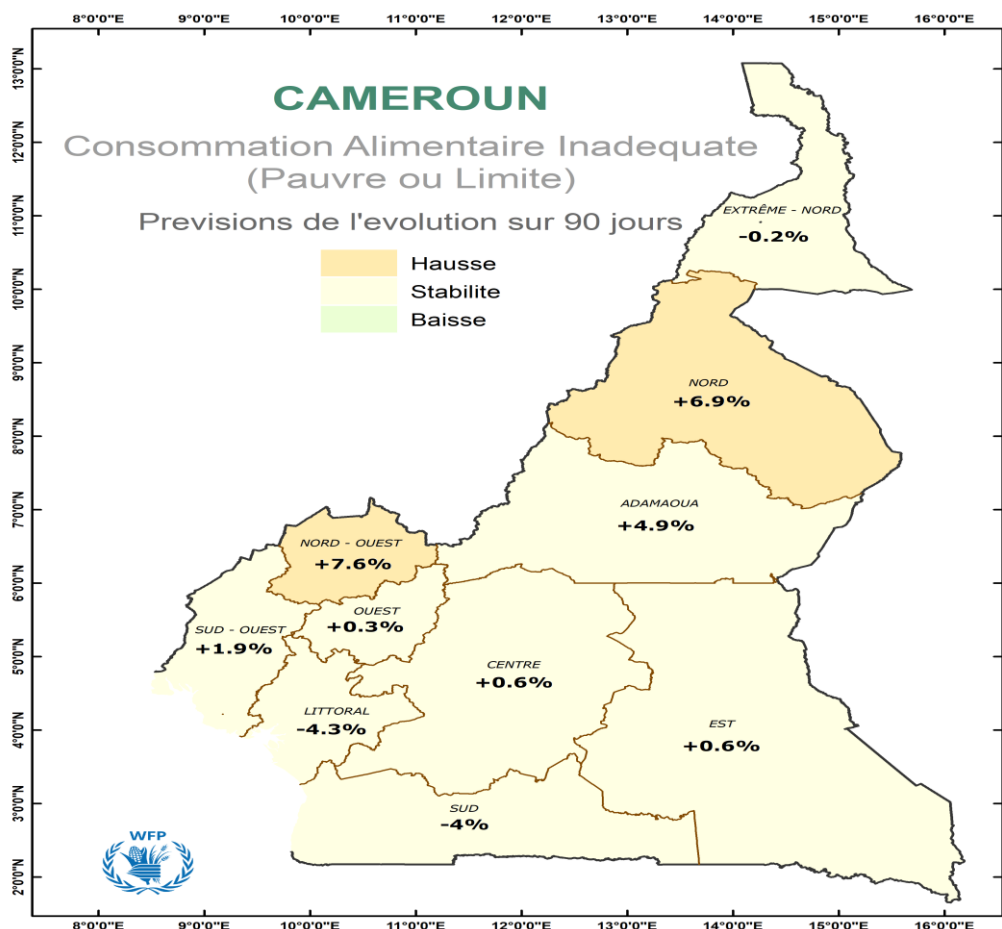 8°0'0"E 9°0'0"E 10°0'0"E 11°0'0"E 12°0'0"E 13°0'0"E 14°0'0"E 15°0'0"E 16°0'0"E
13°0'0"N
12°0'0"N
11°0'0"N
10°0'0"N
9°0'0"N
8°0'0"N
7°0'0"N
6°0'0"N
5°0'0"N
4°0'0"N
3°0'0"N
2°0'0"N
CAMEROUN
Consommation Alimentaire Inadequate
(Pauvre ou Limite)
Previsions de l'evolution sur 90 jours
Hausse
Stabilite
Baisse
EXTRÊME - NORD
-0.2%
NORD
+6.9%
ADAMAOUA
+4.9%
NORD - OUEST
+7.6%
OUEST
+0.3%
SUD - OUEST
+1.9%
CENTRE
+0.6%
LITTORAL
-4.3%
EST
+0.6%
SUD
-4%
WFP
8°0'0"E 9°0'0"E 10°0'0"E 11°0'0"E 12°0'0"E 13°0'0"E 14°0'0"E 15°0'0"E 16°0'0"E